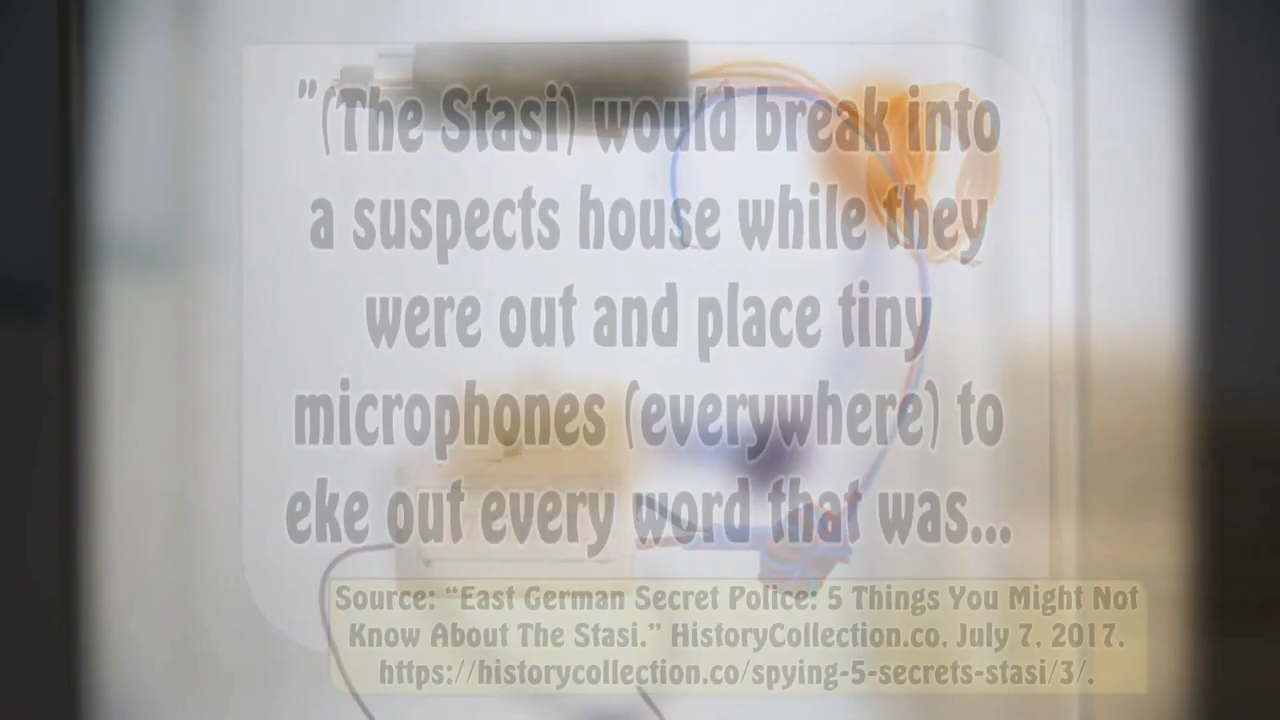 "(The Stasi) would break into
a suspects house while they
were out and place tiny
microphones (everywhere) to
eke out every word that was...
Source: “East German Secret Police: 5 Things You Might Not
Know About The Stasi.” HistoryCollection.co, July 7, 2017.
https://historycollection.co/spying-5-secrets-stasi/3/.